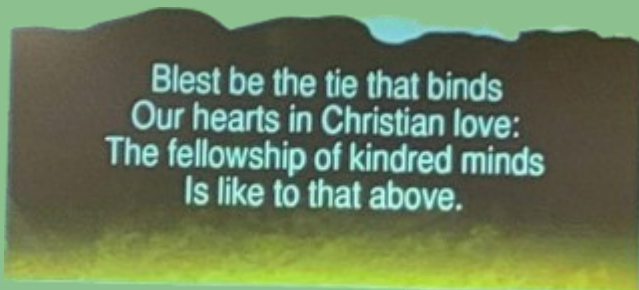 Blest be the tie that binds
Our hearts in Christian love:
The fellowship of kindred minds
Is like to that above.